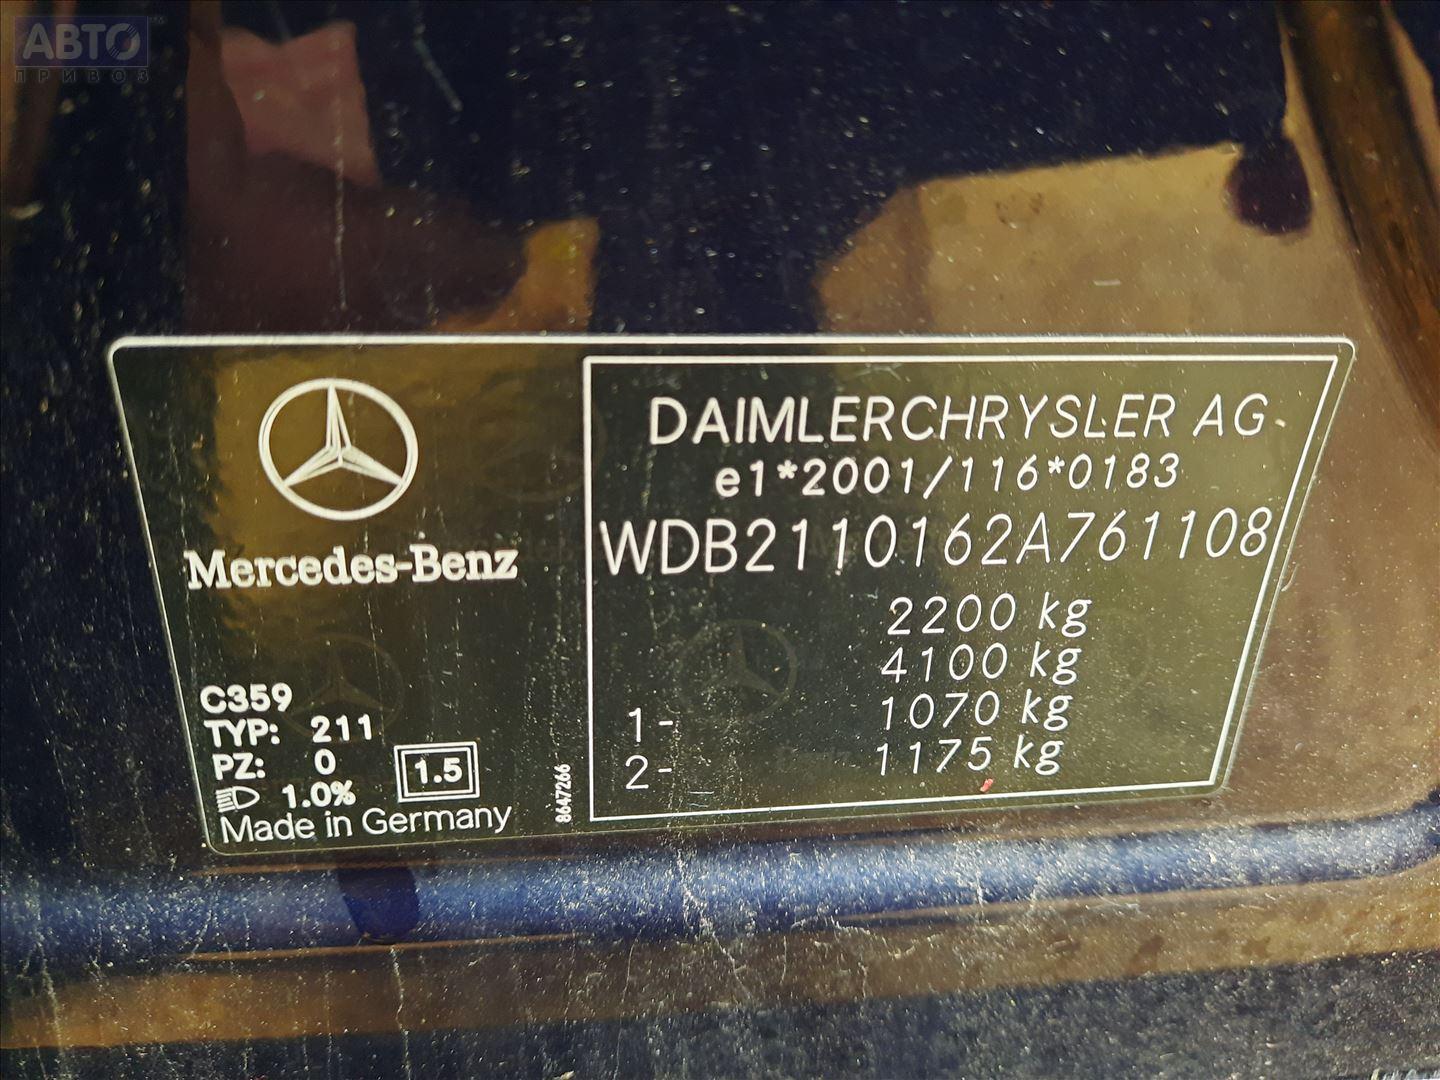 АВТО
ПРИВОЗ
Mercedes-Benz
C359
TYP: 211
PZ: 0
1.0%
1.5
Made in Germany
8647266
DAIMLERCHRYSLER AG
e1*2001/116*0183
WDB2110162A761108
2200 kg
4100 kg
1- 1070 kg
2- 1175 kg